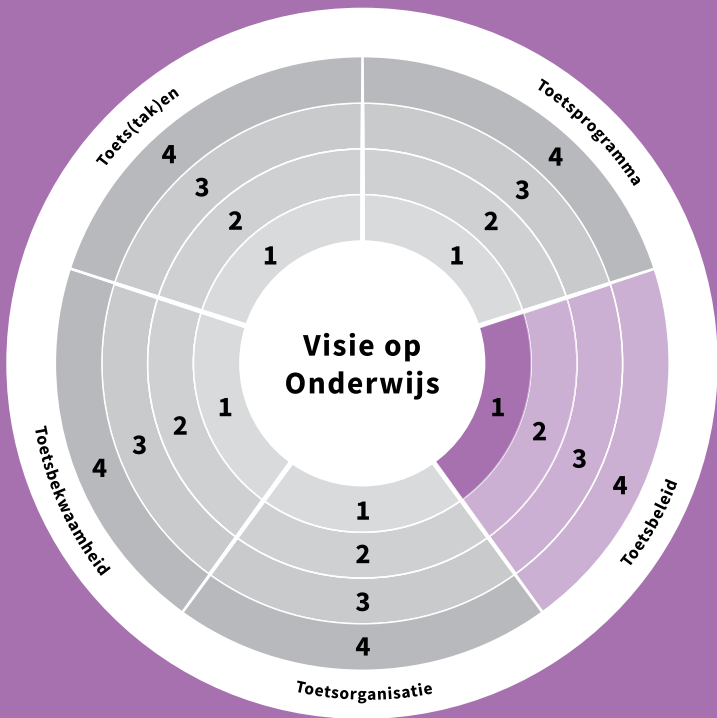 Toets(tak)en
4
3
2
1
Toetsprogramma
4
3
2
1
Visie op
Onderwijs
1
2
3
4
Toetsbeleid
1
2
3
4
Toetsorganisatie
1
2
3
4
Toetsbekwaamheid